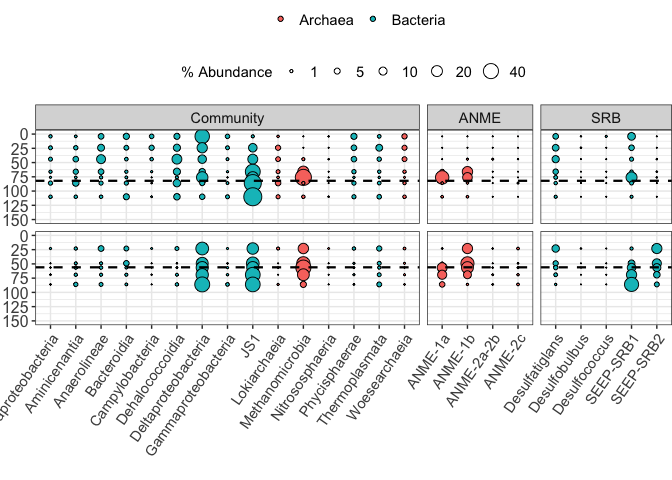 Archaea Bacteria
% Abundance 1 5 10 20 40
Community ANME SRB
0
25
50
75
100
125
150
0
25
50
75
100
125
150
Aminicenantia
Anaerolineae
Bacteroidia
Campylobacteria
Dehalococcoidia
Deltaproteobacteria
Gammaproteobacteria
JS1
Lokiarchaeia
Methanomicrobia
Nitrososphaeria
Phycisphaerae
Thermoplasmata
Woesearchaeia
ANME-1a
ANME-1b
ANME-2a-2b
ANME-2c
Desulfatiglans
Desulfobulbus
Desulfococcus
SEEP-SRB1
SEEP-SRB2